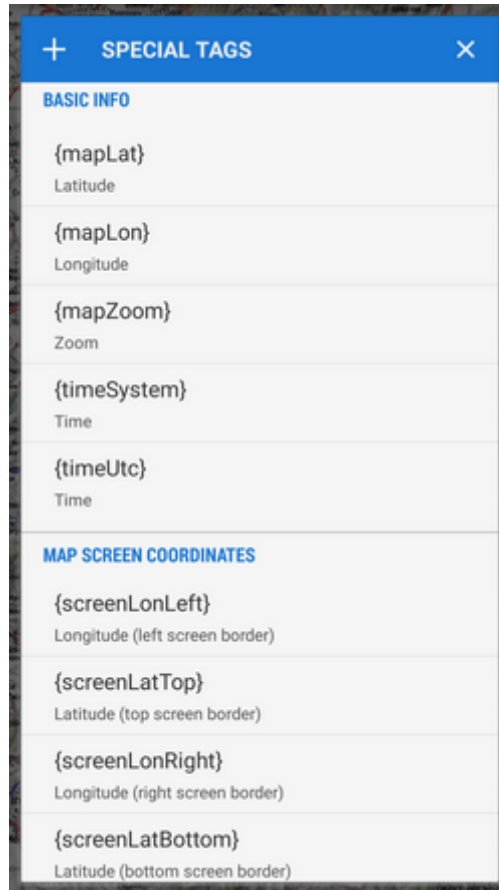 SPECIAL TAGS
BASIC INFO
{mapLat}
Latitude
{mapLon}
Longitude
{mapZoom}
Zoom
{timeSystem}
Time
{timeUtc}
Time
MAP SCREEN COORDINATES
{screenLonLeft}
Longitude (left screen border)
{screenLatTop}
Latitude (top screen border)
{screenLonRight}
Longitude (right screen border)
{screenLatBottom}
Latitude (bottom screen border)